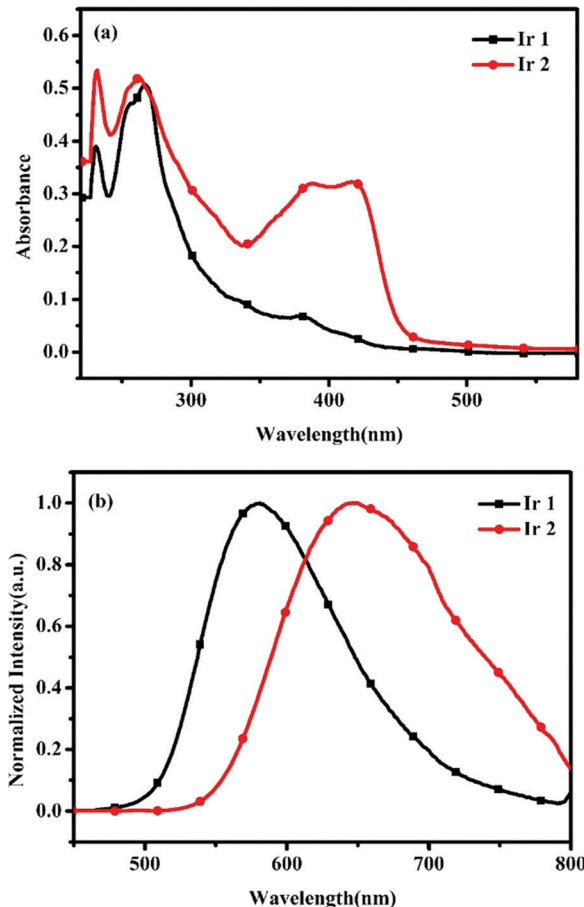 (a)
Ir 1
Ir 2
0.6
0.5
0.4
0.3
0.2
0.1
0.0
Absorbance
300
400
500
Wavelength(nm)
(b)
Ir 1
Ir 2
1.0
0.8
0.6
0.4
0.2
0.0
Normalized Intensity(a.u.)
500
600
700
800
Wavelength(nm)